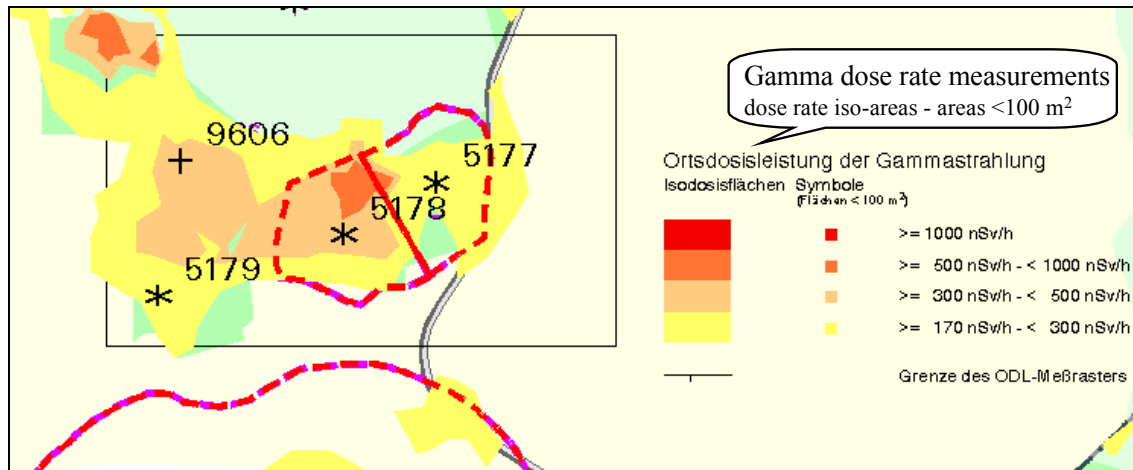 Gamma dose rate measurements
dose rate iso-areas - areas <100 m²
9606
5177
5178
5179
Ortsdosisleistung der Gammastrahlung
Isodosisflächen Symbole
(Flächen < 100 m²)
>= 1000 nSv/h
>= 500 nSv/h - < 1000 nSv/h
>= 300 nSv/h - < 500 nSv/h
>= 170 nSv/h - < 300 nSv/h
Grenze des ODL-Meßrasters